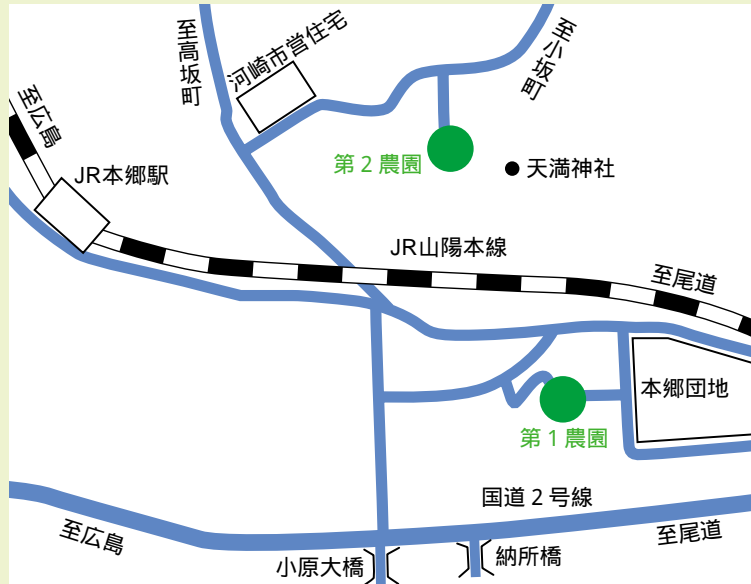 至高坂町
河崎市営住宅
至小坂町
至広島
第2農園
天満神社
JR本郷駅
JR山陽本線
至尾道
本郷団地
第1農園
国道2号線
至広島
至尾道
小原大橋
納所橋